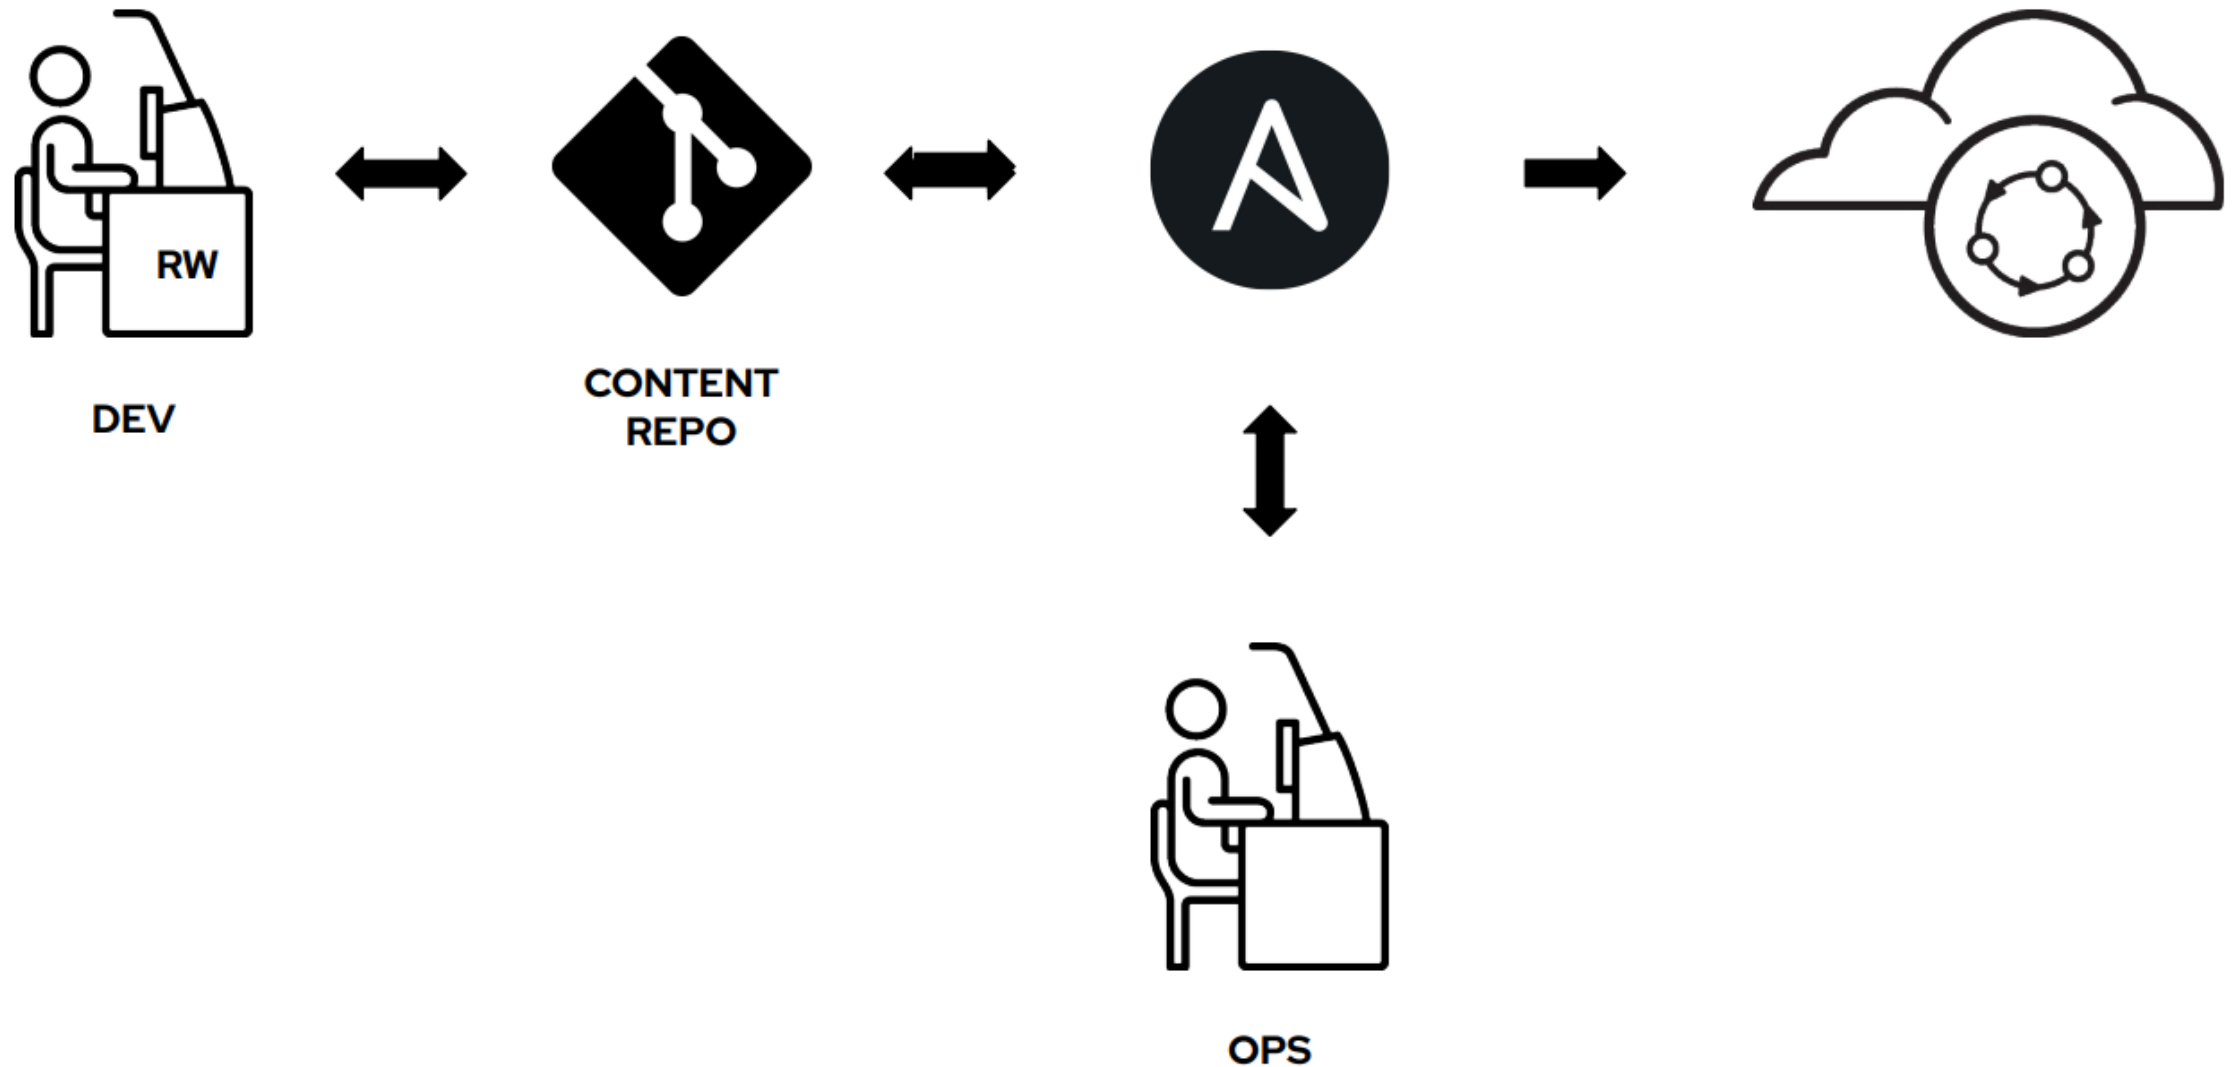 RW
DEV
CONTENT
REPO
OPS